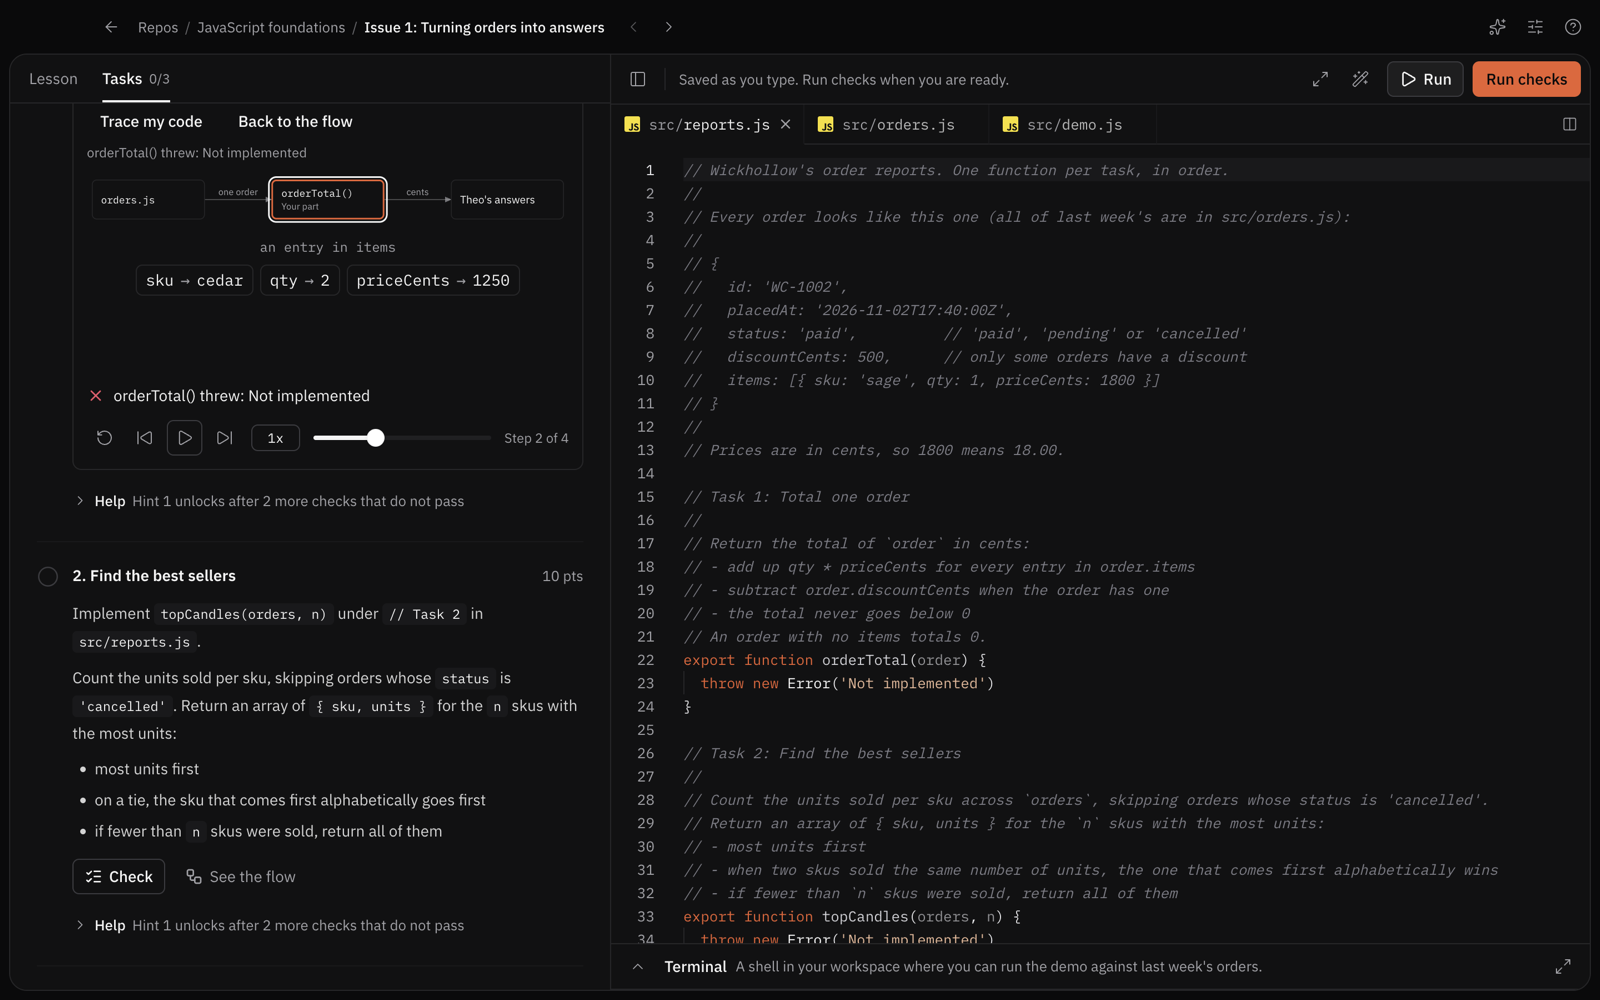 Repos / JavaScript foundations / Issue 1: Turning orders into answers
Lesson
Tasks 0/3
Trace my code
Back to the flow
orderTotal() threw: Not implemented
orders.js
one order
orderTotal()
Your part
cents
Theo's answers
an entry in items
sku → cedar
qty → 2
priceCents → 1250
orderTotal() threw: Not implemented
1x
Step 2 of 4
Help Hint 1 unlocks after 2 more checks that do not pass
2. Find the best sellers
10 pts
Implement topCandles(orders, n) under // Task 2 in
src/reports.js .
Count the units sold per sku, skipping orders whose status is
'cancelled' . Return an array of { sku, units } for the n skus with
the most units:
• most units first
• on a tie, the sku that comes first alphabetically goes first
• if fewer than n skus were sold, return all of them
Check
See the flow
Help Hint 1 unlocks after 2 more checks that do not pass
Saved as you type. Run checks when you are ready.
Run
Run checks
JS src/reports.js
JS src/orders.js
JS src/demo.js
1 // Wickhollow's order reports. One function per task, in order.
2 //
3 // Every order looks like this one (all of last week's are in src/orders.js):
4 //
5 // {
6 //   id: 'WC-1002',
7 //   placedAt: '2026-11-02T17:40:00Z',
8 //   status: 'paid',          // 'paid', 'pending' or 'cancelled'
9 //   discountCents: 500,      // only some orders have a discount
10 //   items: [{ sku: 'sage', qty: 1, priceCents: 1800 }]
11 // }
12 //
13 // Prices are in cents, so 1800 means 18.00.
14
15 // Task 1: Total one order
16 //
17 // Return the total of `order` in cents:
18 // - add up qty * priceCents for every entry in order.items
19 // - subtract order.discountCents when the order has one
20 // - the total never goes below 0
21 // An order with no items totals 0.
22 export function orderTotal(order) {
23   throw new Error('Not implemented')
24 }
25
26 // Task 2: Find the best sellers
27 //
28 // Count the units sold per sku across `orders`, skipping orders whose status is 'cancelled'.
29 // Return an array of { sku, units } for the `n` skus with the most units:
30 // - most units first
31 // - when two skus sold the same number of units, the one that comes first alphabetically wins
32 // - if fewer than `n` skus were sold, return all of them
33 export function topCandles(orders, n) {
34   throw new Error('Not implemented')
Terminal A shell in your workspace where you can run the demo against last week's orders.